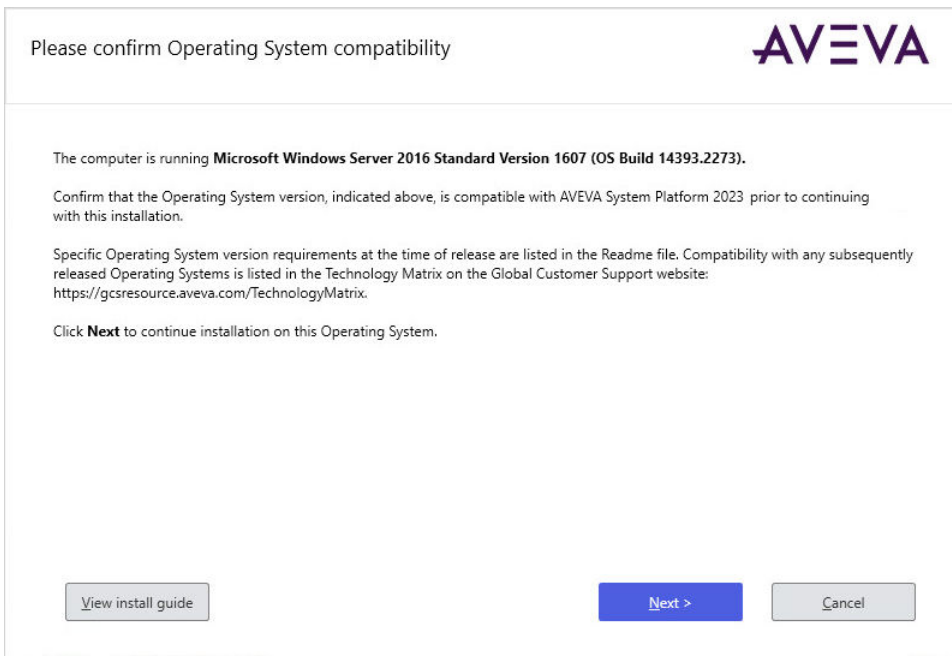 Please confirm Operating System compatibility
AVEVA
The computer is running Microsoft Windows Server 2016 Standard Version 1607 (OS Build 14393.2273).
Confirm that the Operating System version, indicated above, is compatible with AVEVA System Platform 2023 prior to continuing
with this installation.
Specific Operating System version requirements at the time of release are listed in the Readme file. Compatibility with any subsequently
released Operating Systems is listed in the Technology Matrix on the Global Customer Support website:
https://gcsresource.aveva.com/TechnologyMatrix.
Click Next to continue installation on this Operating System.
View install guide
Next >
Cancel